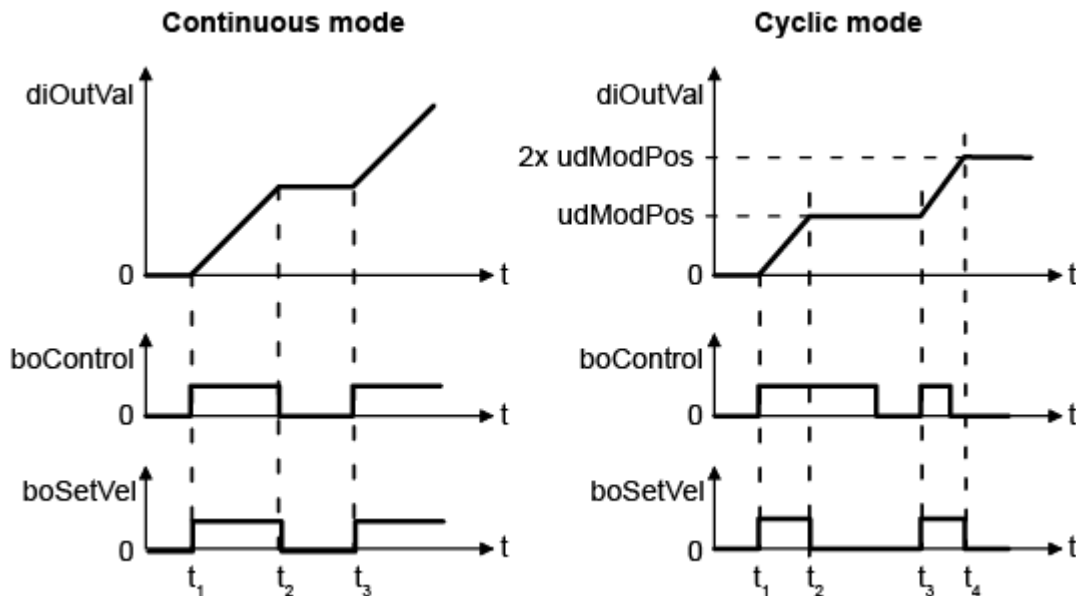 Continuous mode
diOutVal
0
t
boControl
0
t
boSetVel
0
t
t₁ t₂ t₃
Cyclic mode
diOutVal
2x udModPos
udModPos
0
t
boControl
0
t
boSetVel
0
t
t₁ t₂ t₃ t₄